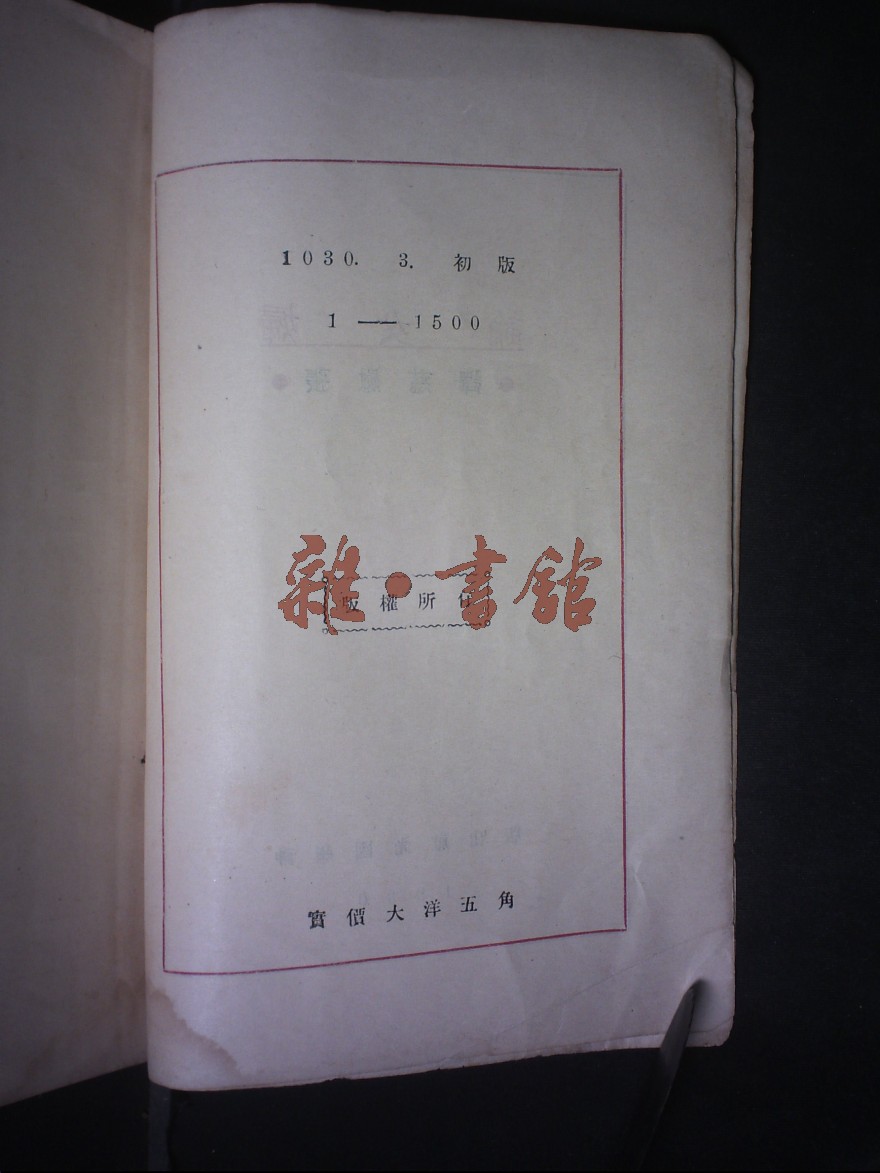 1030. 3. 初版
1 — 1500
雜·書館
版權所有
實價大洋五角